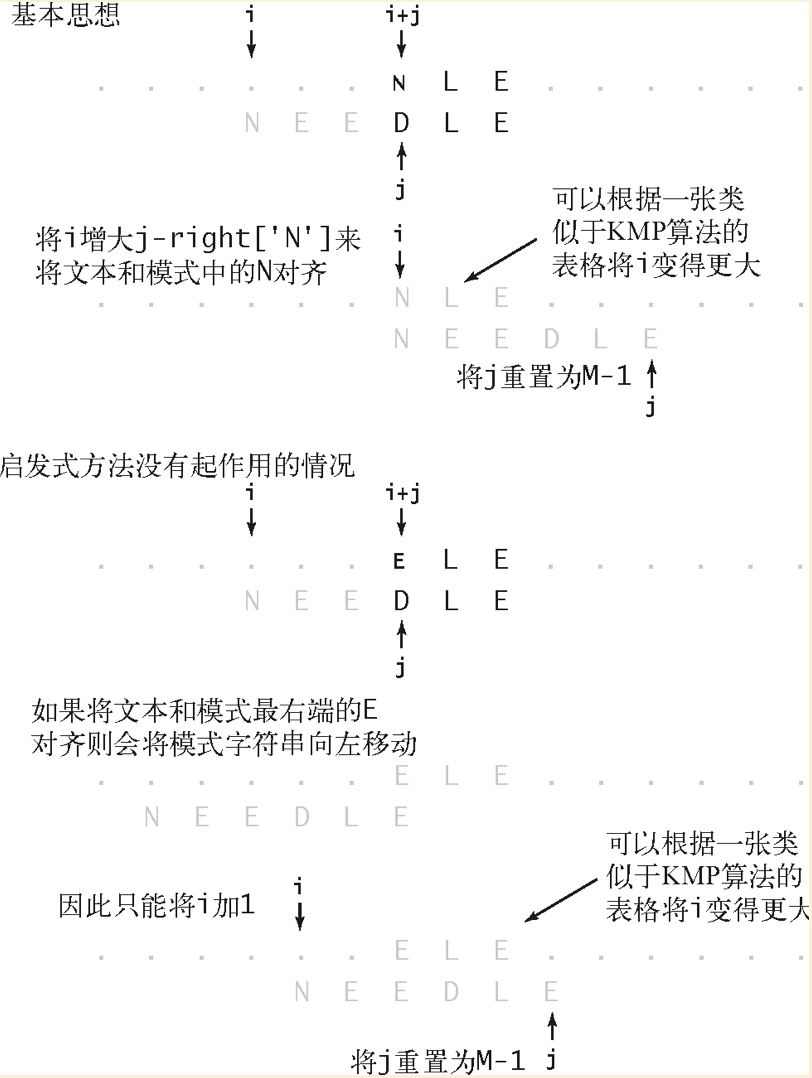 基本思想
i i+j
. . . . . . N L E . . . . . .
N E E D L E
j
将i增大j-right['N']来
将文本和模式中的N对齐
i
可以根据一张类
似于KMP算法的
表格将i变得更大
. . . . . . N L E . . . . . .
N E E D L E
将j重置为M-1
j
启发式方法没有起作用的情况
i i+j
. . . . . . E L E . . . . . .
N E E D L E
j
如果将文本和模式最右端的E
对齐则会将模式字符串向左移动
. . . . . . E L E . . . . . .
N E E D L E
因此只能将i加1
i
可以根据一张类
似于KMP算法的
表格将i变得更大
. . . . . . E L E . . . . . .
N E E D L E
将j重置为M-1 j